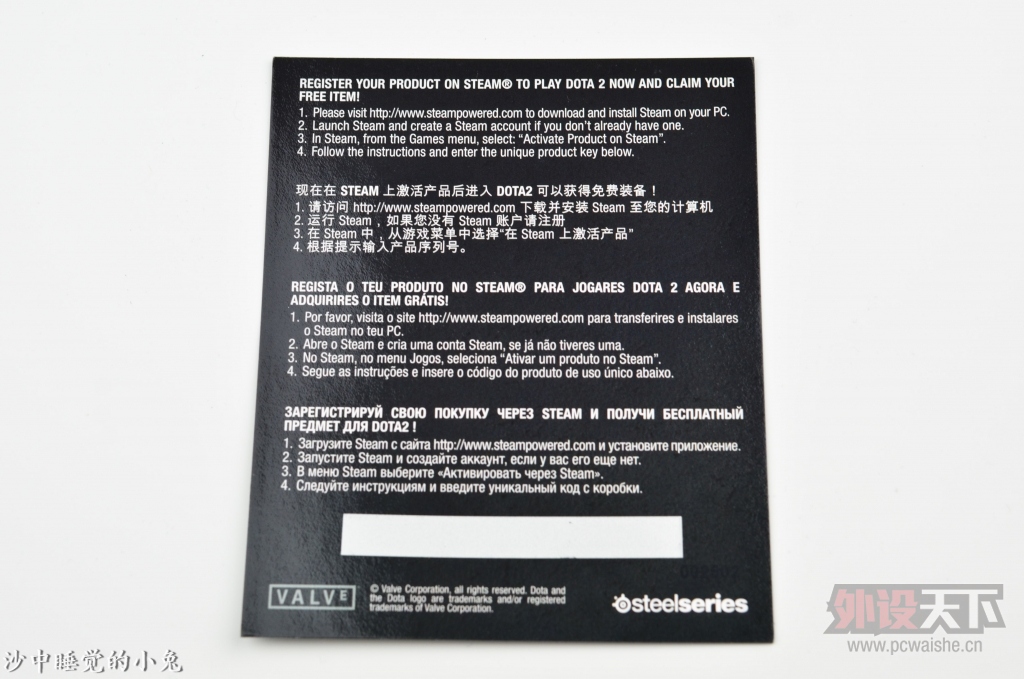 REGISTER YOUR PRODUCT ON STEAM® TO PLAY DOTA 2 NOW AND CLAIM YOUR
FREE ITEM!
1. Please visit http://www.steampowered.com to download and install Steam on your PC.
2. Launch Steam and create a Steam account if you don't already have one.
3. In Steam, from the Games menu, select: “Activate Product on Steam”.
4. Follow the instructions and enter the unique product key below.
现在在 STEAM 上激活产品后进入 DOTA2 可以获得免费装备！
1. 请访问 http://www.steampowered.com 下载并安装 Steam 至您的计算机
2. 运行 Steam，如果您没有 Steam 账户请注册
3. 在 Steam 中，从游戏菜单中选择“在 Steam 上激活产品”
4. 根据提示输入产品序列号。
REGISTA O TEU PRODUTO NO STEAM® PARA JOGARES DOTA 2 AGORA E
ADQUIRIRES O ITEM GRÁTIS!
1. Por favor, visita o site http://www.steampowered.com para transferires e instalares
o Steam no teu PC.
2. Abre o Steam e cria uma conta Steam, se já não tiveres uma.
3. No Steam, no menu Jogos, seleciona “Ativar um produto no Steam”.
4. Segue as instruções e insere o código do produto de uso único abaixo.
ЗАРЕГИСТРИРУЙ СВОЮ ПОКУПКУ ЧЕРЕЗ STEAM И ПОЛУЧИ БЕСПЛАТНЫЙ
ПРЕДМЕТ ДЛЯ DOTA2 !
1. Загрузите Steam с сайта http://www.steampowered.com и установите приложение.
2. Запустите Steam и создайте аккаунт, если у вас его еще нет.
3. В меню Steam выберите «Активировать через Steam».
4. Следуйте инструкциям и введите уникальный код с коробки.
VALVE
© Valve Corporation, all rights reserved. Dota and
the Dota logo are trademarks and/or registered
trademarks of Valve Corporation.
steelseries
外设天下
www.pcwaishe.cn
沙中睡觉的小兔